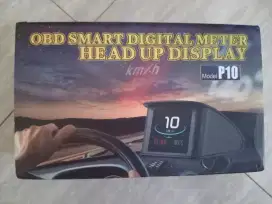 OBD SMART DIGITAL METER
HEAD UP DISPLAY
km/h
Model P10
10